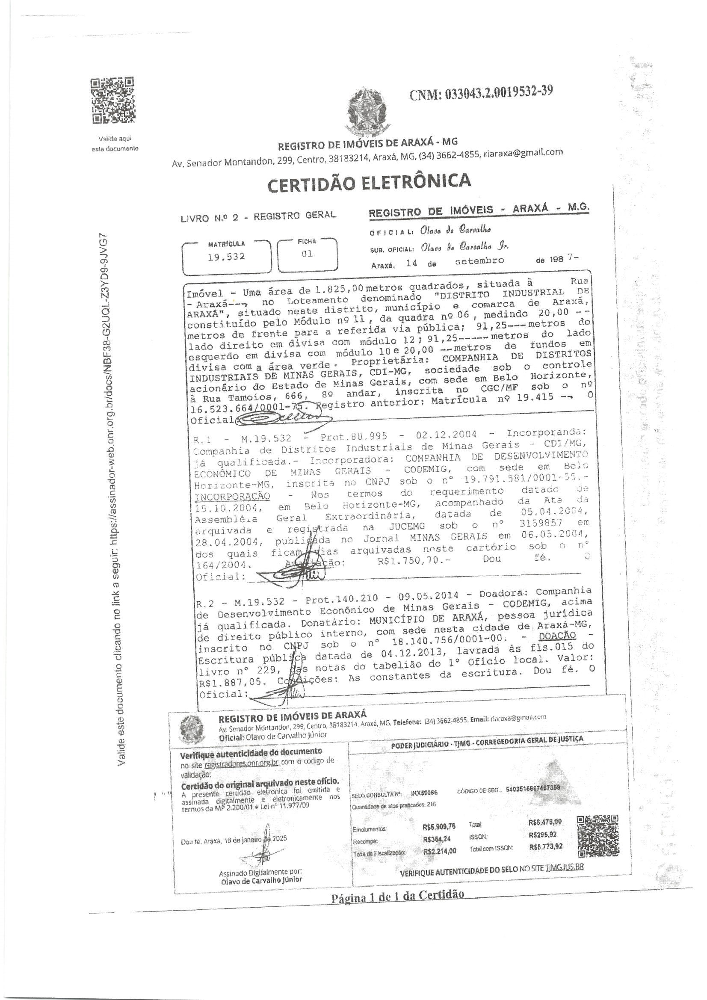 CNM: 033043.2.0019532-39
Valide aqui
este documento
REGISTRO DE IMÓVEIS DE ARAXÁ - MG
Av. Senador Montandon, 299, Centro, 38183214, Araxá, MG, (34) 3662-4855, riaraxa@gmail.com
CERTIDÃO ELETRÔNICA
LIVRO N.º 2 - REGISTRO GERAL
REGISTRO DE IMÓVEIS - ARAXÁ - M.G.
OFICIAL: Olavo de Carvalho
SUB. OFICIAL: Olavo de Carvalho Jr.
Araxá, 14 de setembro de 1987-
MATRÍCULA
19.532
FICHA
01
Imóvel - Uma área de 1.825,00 metros quadrados, situada à Rua
- Araxá---, no Loteamento denominado "DISTRITO INDUSTRIAL DE
ARAXÁ", situado neste distrito, município e comarca de Araxá,
constituído pelo Módulo nº 11, da quadra nº 06, medindo 20,00 --
metros de frente para a referida via pública; 91,25---metros do
lado direito em divisa com módulo 12; 91,25-----metros do lado
esquerdo em divisa com módulo 10 e 20,00 --metros de fundos em
divisa com a área verde. Proprietária: COMPANHIA DE DISTRITOS
INDUSTRIAIS DE MINAS GERAIS, CDI-MG, sociedade sob o controle
acionário do Estado de Minas Gerais, com sede em Belo Horizonte,
à Rua Tamoios, 666, 8º andar, inscrita no CGC/MF sob o nº
16.523.664/0001-75. Registro anterior: Matrícula nº 19.415 --, O
Oficial:
R.1 - M.19.532 - Prot.80.995 - 02.12.2004 - Incorporanda:
Companhia de Distritos Industriais de Minas Gerais - CDI/MG,
já qualificada.- Incorporadora: COMPANHIA DE DESENVOLVIMENTO
ECONÔMICO DE MINAS GERAIS - CODEMIG, com sede em Belo
Horizonte-MG, inscrita no CNPJ sob o nº 19.791.581/0001-55.-
INCORPORAÇÃO - Nos termos do requerimento datado de
15.10.2004, em Belo Horizonte-MG, acompanhado da Ata da
Assembléia Geral Extraordinária, datada de 05.04.2004,
arquivada e registrada na JUCEMG sob o nº 3159857 em
28.04.2004, publicada no Jornal MINAS GERAIS em 06.05.2004,
dos quais ficam vias arquivadas neste cartório sob o nº
164/2004. Avaliação: R$1.750,70.- Dou fé. O
Oficial:
R.2 - M.19.532 - Prot.140.210 - 09.05.2014 - Doadora: Companhia
de Desenvolvimento Econônico de Minas Gerais - CODEMIG, acima
já qualificada. Donatário: MUNICÍPIO DE ARAXÁ, pessoa jurídica
de direito público interno, com sede nesta cidade de Araxá-MG,
inscrito no CNPJ sob o nº 18.140.756/0001-00. - DOAÇÃO -
Escritura pública datada de 04.12.2013, lavrada às fls.015 do
livro nº 229, das notas do tabelião do 1º Ofício local. Valor:
R$1.887,05. Condições: As constantes da escritura. Dou fé. O
Oficial:
Valide este documento clicando no link a seguir: https://assinador-web.onr.org.br/docs/NBF38-G2UQL-Z3YD9-9JVG7
REGISTRO DE IMÓVEIS DE ARAXÁ
Av. Senador Montandon, 299, Centro, 38183214, Araxá, MG. Telefone: (34) 3662-4855. Email: riaraxa@gmail.com
Oficial: Olavo de Carvalho Júnior
Verifique autenticidade do documento
no site registradores.onr.org.br com o código de
validação:
Certidão do original arquivado neste ofício.
A presente certidão eletronica foi emitida e
assinada digitalmente e eletronicamente nos
termos da MP 2.200/01 e Lei nº 11.977/09
Dou fé. Araxá, 16 de janeiro de 2025
Assinado Digitalmente por:
Olavo de Carvalho Júnior
PODER JUDICIÁRIO - TJMG - CORREGEDORIA GERAL DE JUSTIÇA
SELO CONSULTA Nº: IKX59066 CÓDIGO DE SEG.: 5403516667467359
Quantidade de atos praticados: 216
Emolumentos: R$5.909,76 Total: R$8.478,00
Recompe: R$354,24 ISSQN: R$295,92
Taxa de Fiscalização: R$2.214,00 Total com ISSQN: R$8.773,92
VERIFIQUE AUTENTICIDADE DO SELO NO SITE TJMG.JUS.BR
Página 1 de 1 da Certidão